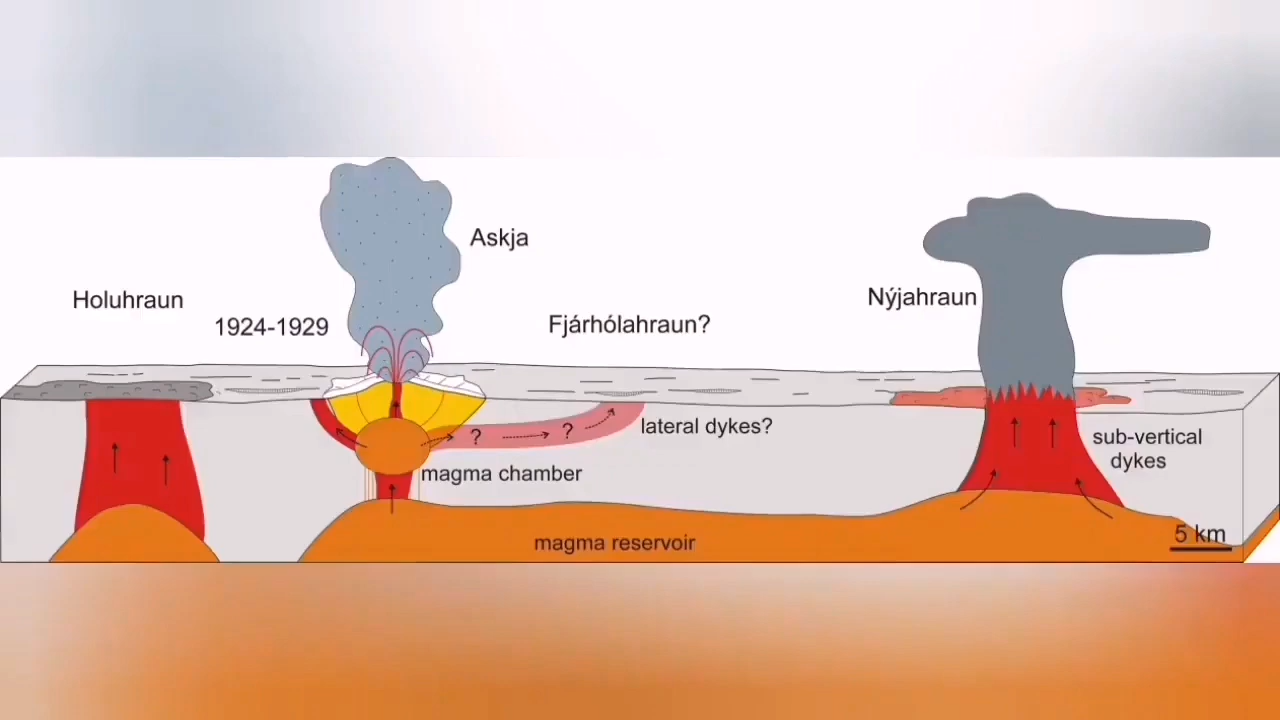 Askja
Holuhraun
Nýjahraun
1924-1929
Fjárhólahraun?
lateral dykes?
? ?
sub-vertical
dykes
magma chamber
5 km
magma reservoir